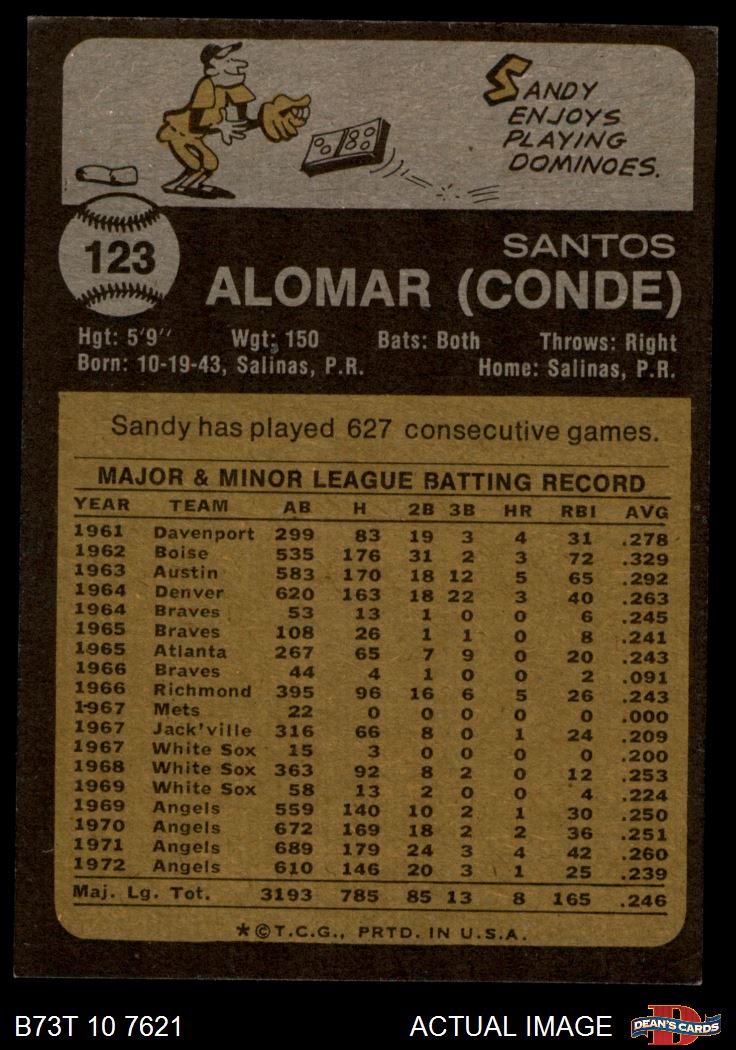 SANDY
ENJOYS
PLAYING
DOMINOES.
123
SANTOS
ALOMAR (CONDE)
Hgt: 5'9" Wgt: 150 Bats: Both Throws: Right
Born: 10-19-43, Salinas, P.R. Home: Salinas, P.R.
Sandy has played 627 consecutive games.
MAJOR & MINOR LEAGUE BATTING RECORD
YEAR TEAM AB H 2B 3B HR RBI AVG
1961 Davenport 299 83 19 3 4 31 .278
1962 Boise 535 176 31 2 3 72 .329
1963 Austin 583 170 18 12 5 65 .292
1964 Denver 620 163 18 22 3 40 .263
1964 Braves 53 13 1 0 0 6 .245
1965 Braves 108 26 1 1 0 8 .241
1965 Atlanta 267 65 7 9 0 20 .243
1966 Braves 44 4 1 0 0 2 .091
1966 Richmond 395 96 16 6 5 26 .243
1967 Mets 22 0 0 0 0 0 .000
1967 Jack'ville 316 66 8 0 1 24 .209
1967 White Sox 15 3 0 0 0 0 .200
1968 White Sox 363 92 8 2 0 12 .253
1969 White Sox 58 13 2 0 0 4 .224
1969 Angels 559 140 10 2 1 30 .250
1970 Angels 672 169 18 2 2 36 .251
1971 Angels 689 179 24 3 4 42 .260
1972 Angels 610 146 20 3 1 25 .239
Maj. Lg. Tot. 3193 785 85 13 8 165 .246
*©T.C.G., PRTD. IN U.S.A.
B73T 10 7621 ACTUAL IMAGE DEAN'S CARDS